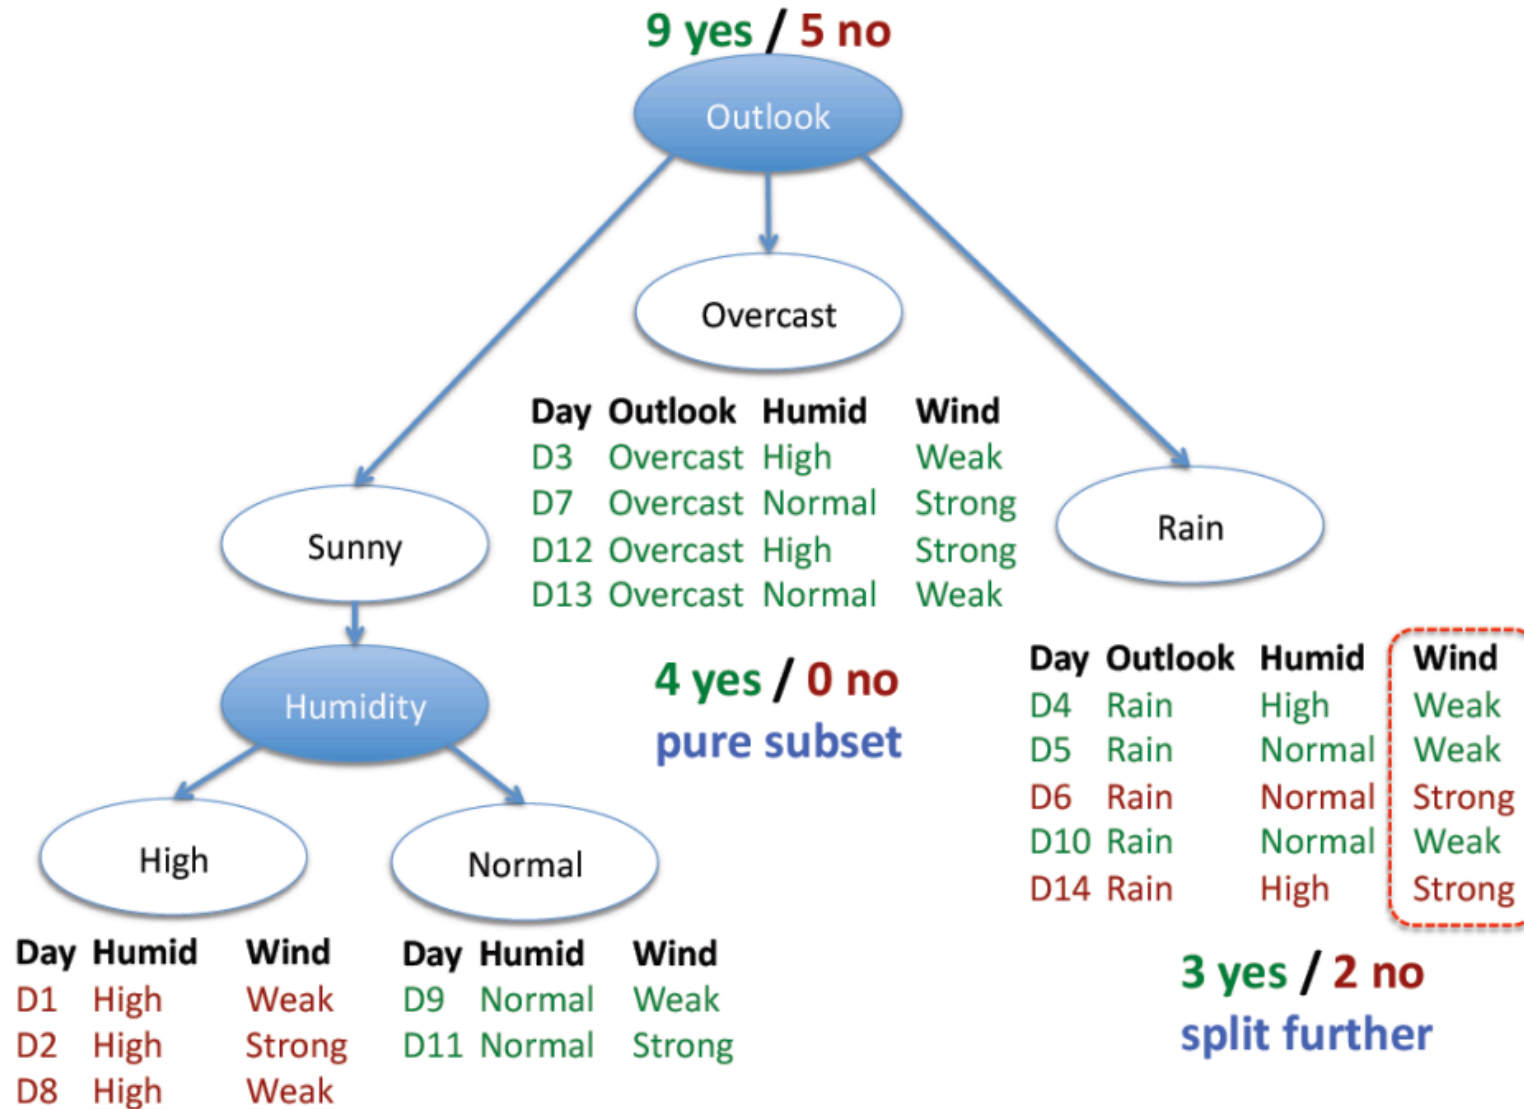 9 yes / 5 no
Outlook
Overcast
Day Outlook Humid Wind
D3 Overcast High Weak
D7 Overcast Normal Strong
D12 Overcast High Strong
D13 Overcast Normal Weak
4 yes / 0 no
pure subset
Sunny
Humidity
High
Normal
Day Humid Wind
D1 High Weak
D2 High Strong
D8 High Weak
Day Humid Wind
D9 Normal Weak
D11 Normal Strong
Rain
Day Outlook Humid Wind
D4 Rain High Weak
D5 Rain Normal Weak
D6 Rain Normal Strong
D10 Rain Normal Weak
D14 Rain High Strong
3 yes / 2 no
split further